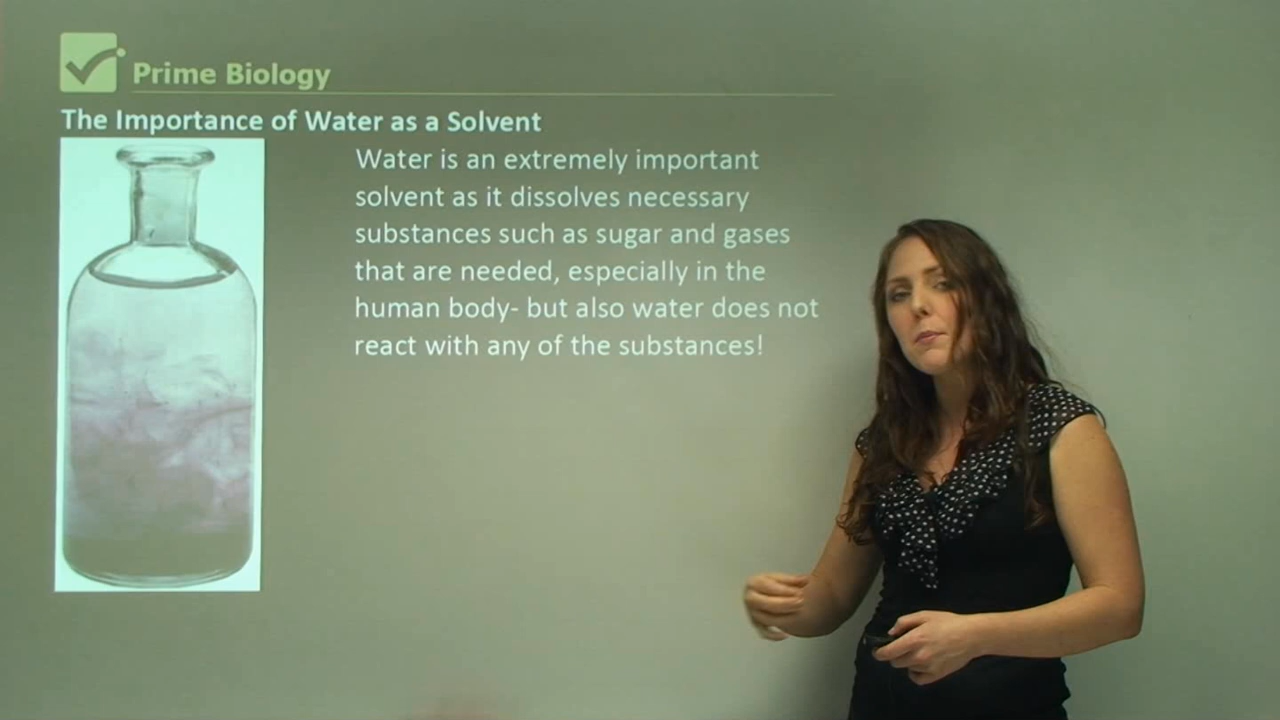 Prime Biology
The Importance of Water as a Solvent
Water is an extremely important
solvent as it dissolves necessary
substances such as sugar and gases
that are needed, especially in the
human body- but also water does not
react with any of the substances!